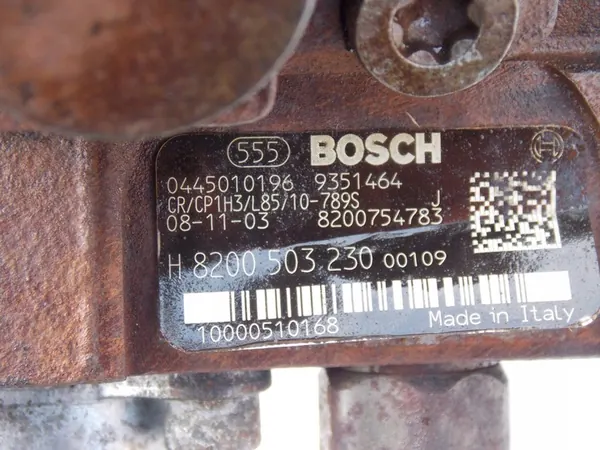 555 BOSCH
0445010196 9351464
CR/CP1H3/L85/10-789S J
08-11-03 8200754783
H 8200 503 230 00109
10000510168 Made in Italy